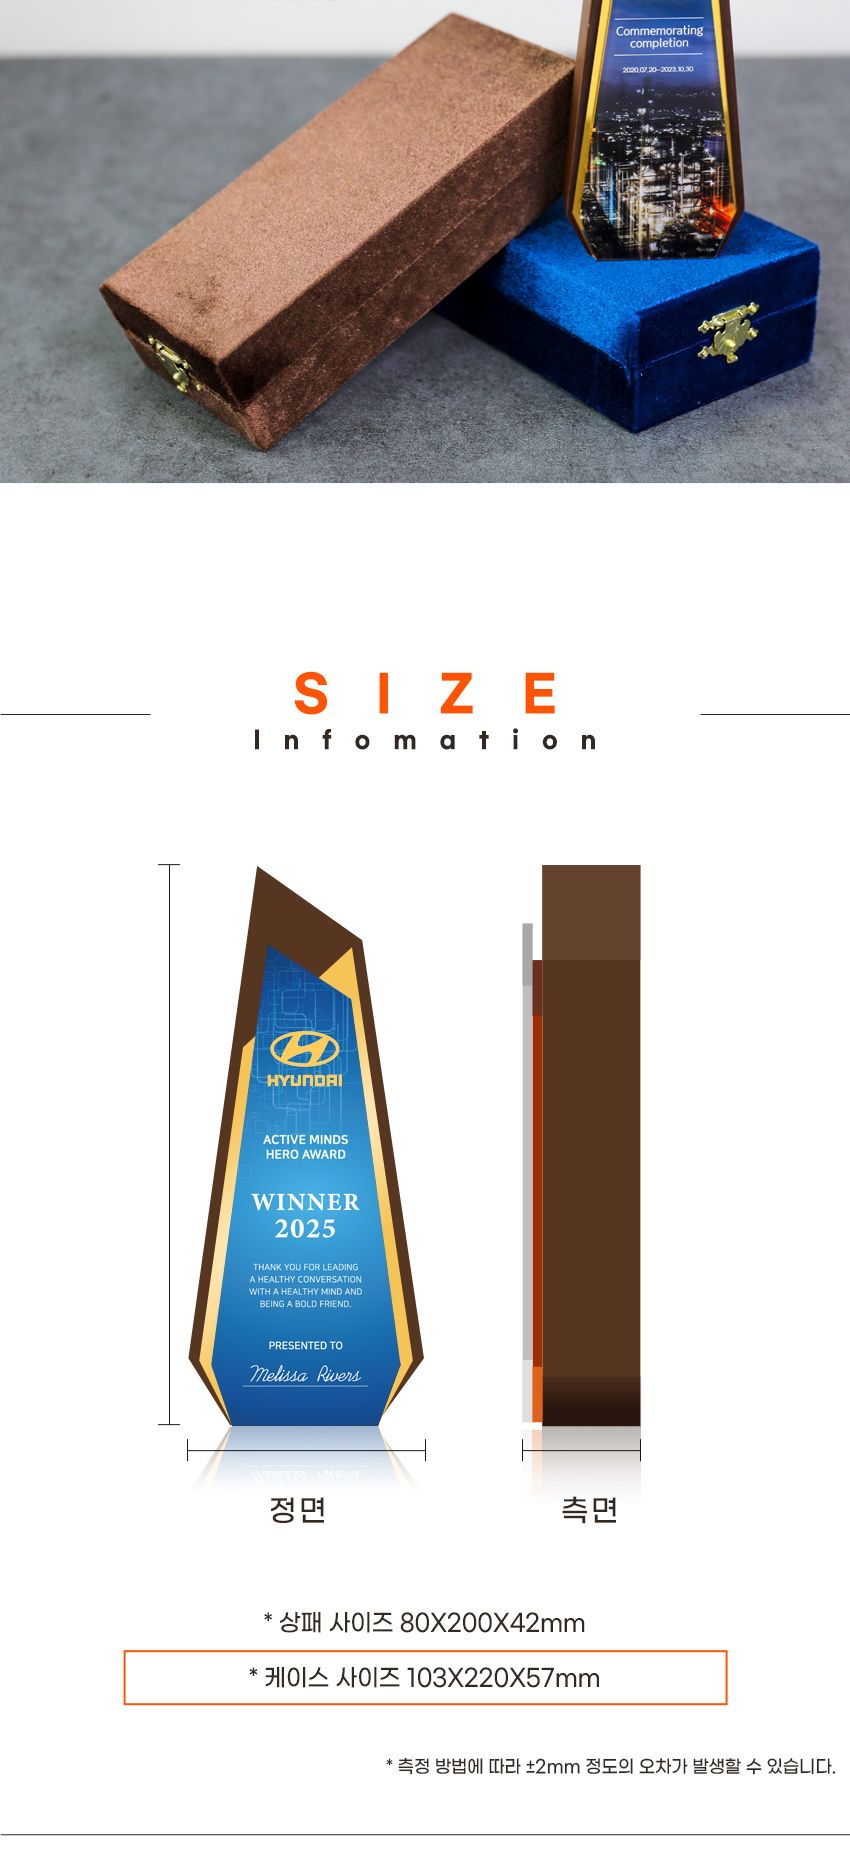 Commemorating
completion
2020.07.20~2023.10.30
SIZE
Infomation
HYUNDAI
ACTIVE MINDS
HERO AWARD
WINNER
2025
THANK YOU FOR LEADING
A HEALTHY CONVERSATION
WITH A HEALTHY MIND AND
BEING A BOLD FRIEND.
PRESENTED TO
Melissa Rivers
정면
측면
* 상패 사이즈 80X200X42mm
* 케이스 사이즈 103X220X57mm
* 측정 방법에 따라 ±2mm 정도의 오차가 발생할 수 있습니다.